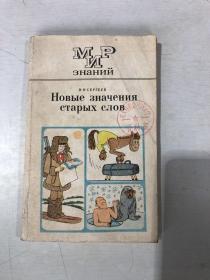 МИР
знаний
В·Н·СЕРГЕЕВ
Новые значения
старых слов